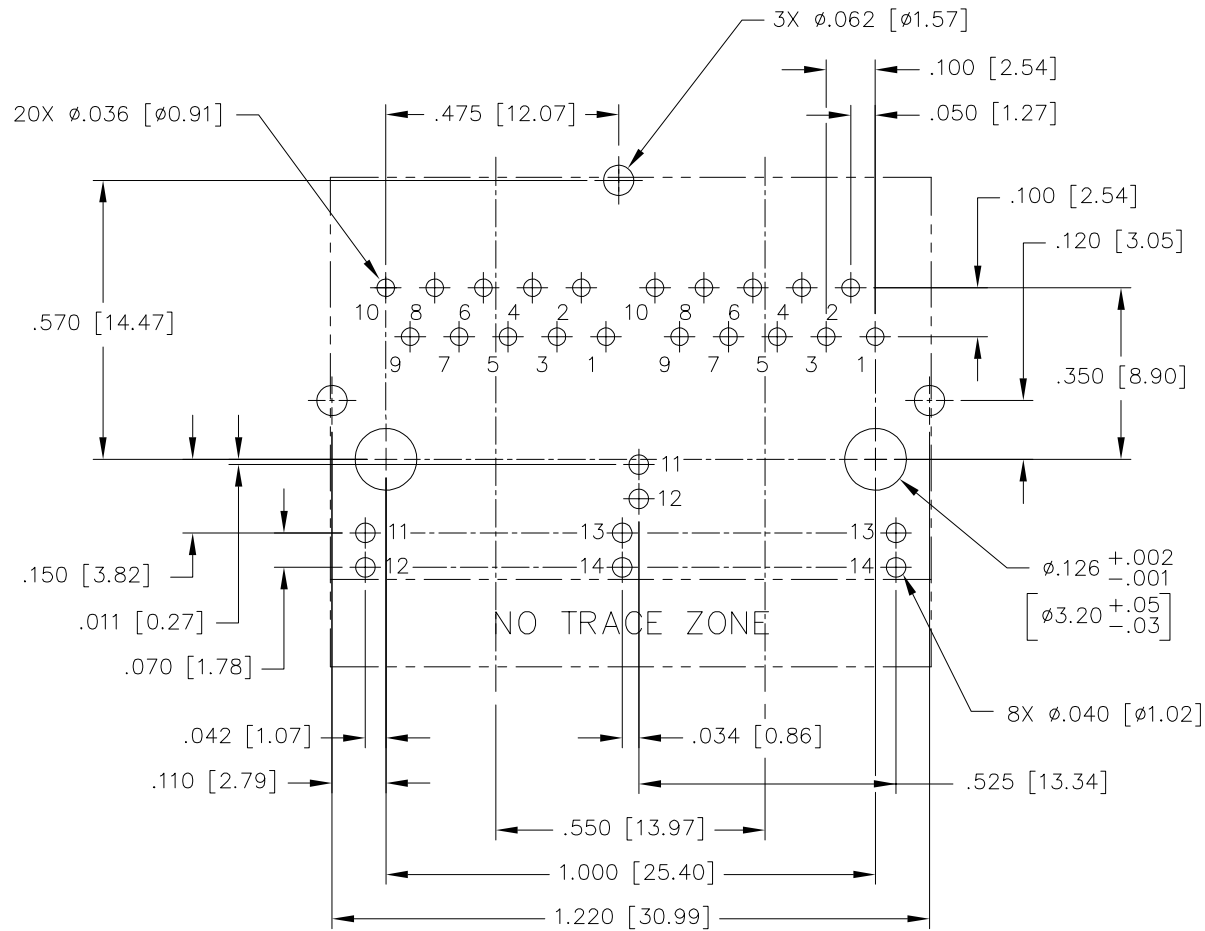 3X ø.062 [ø1.57]
.100 [2.54]
20X ø.036 [ø0.91]
.475 [12.07]
.050 [1.27]
.100 [2.54]
.120 [3.05]
10 8 6 4 2 10 8 6 4 2
.570 [14.47]
9 7 5 3 1 9 7 5 3 1
.350 [8.90]
11
12
11 13 13
12 14 14
ø.126 +.002 -.001
[ø3.20 +.05 -.03]
.150 [3.82]
.011 [0.27]
NO TRACE ZONE
.070 [1.78]
8X ø.040 [ø1.02]
.042 [1.07]
.034 [0.86]
.110 [2.79]
.525 [13.34]
.550 [13.97]
1.000 [25.40]
1.220 [30.99]